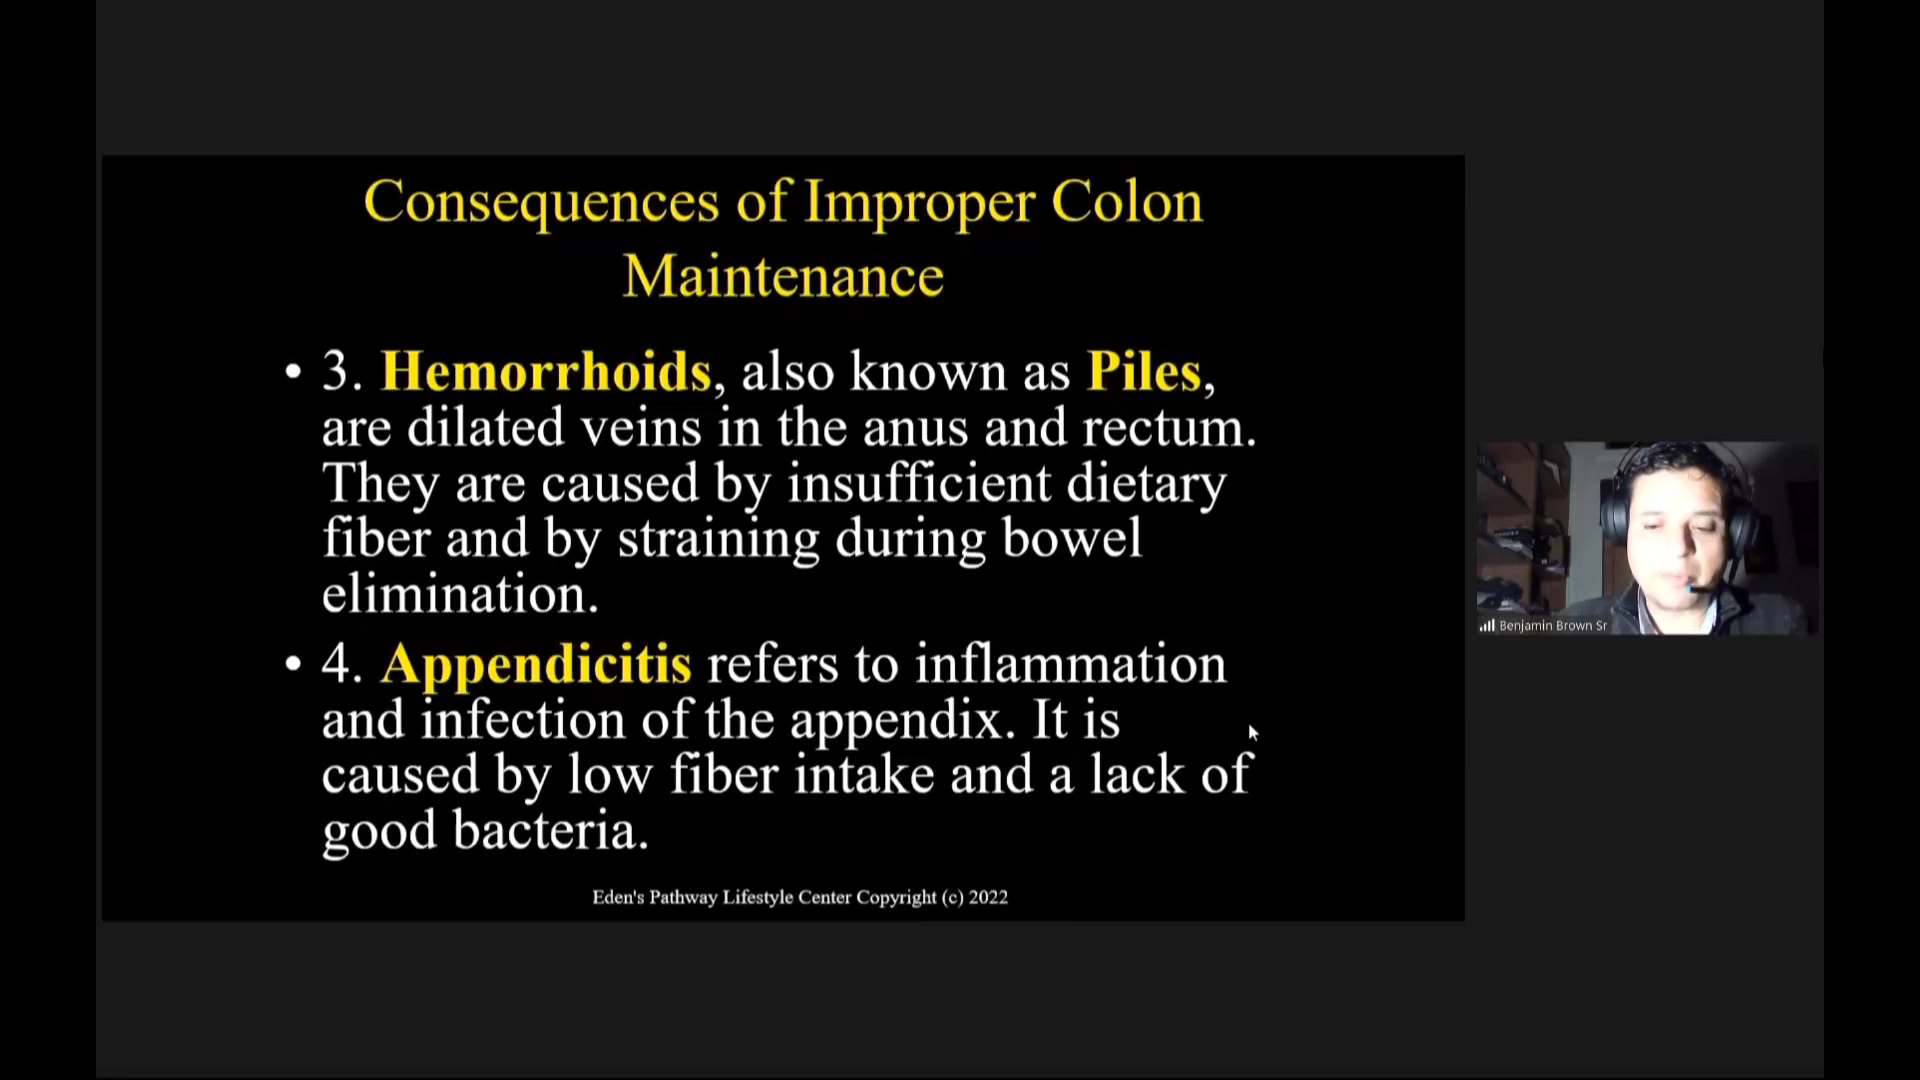 Consequences of Improper Colon
Maintenance
• 3. Hemorrhoids, also known as Piles,
are dilated veins in the anus and rectum.
They are caused by insufficient dietary
fiber and by straining during bowel
elimination.
• 4. Appendicitis refers to inflammation
and infection of the appendix. It is
caused by low fiber intake and a lack of
good bacteria.
Eden's Pathway Lifestyle Center Copyright (c) 2022
Benjamin Brown Sr